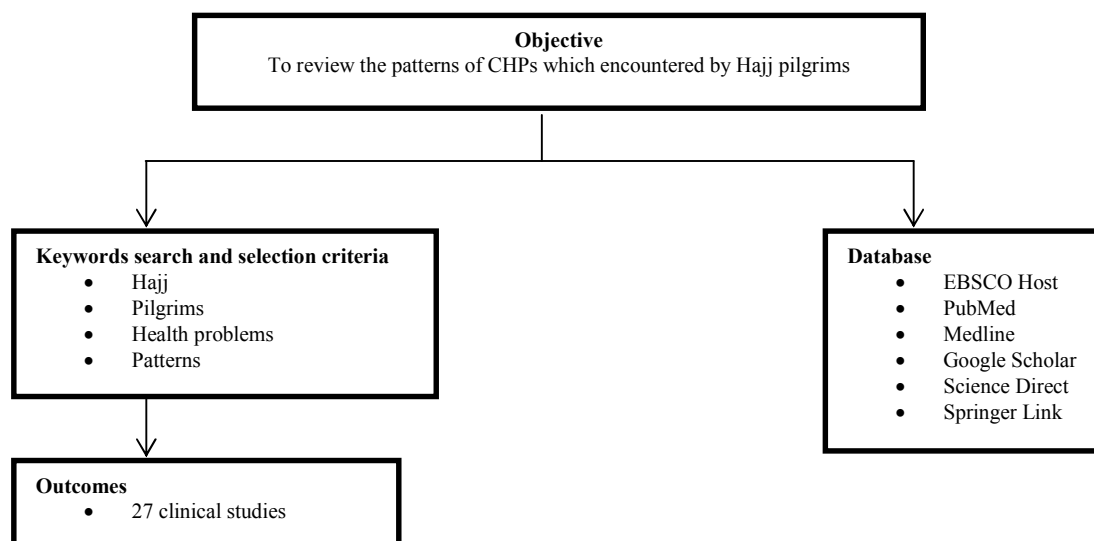 Objective
To review the patterns of CHPs which encountered by Hajj pilgrims
Keywords search and selection criteria
• Hajj
• Pilgrims
• Health problems
• Patterns
Database
• EBSCO Host
• PubMed
• Medline
• Google Scholar
• Science Direct
• Springer Link
Outcomes
• 27 clinical studies